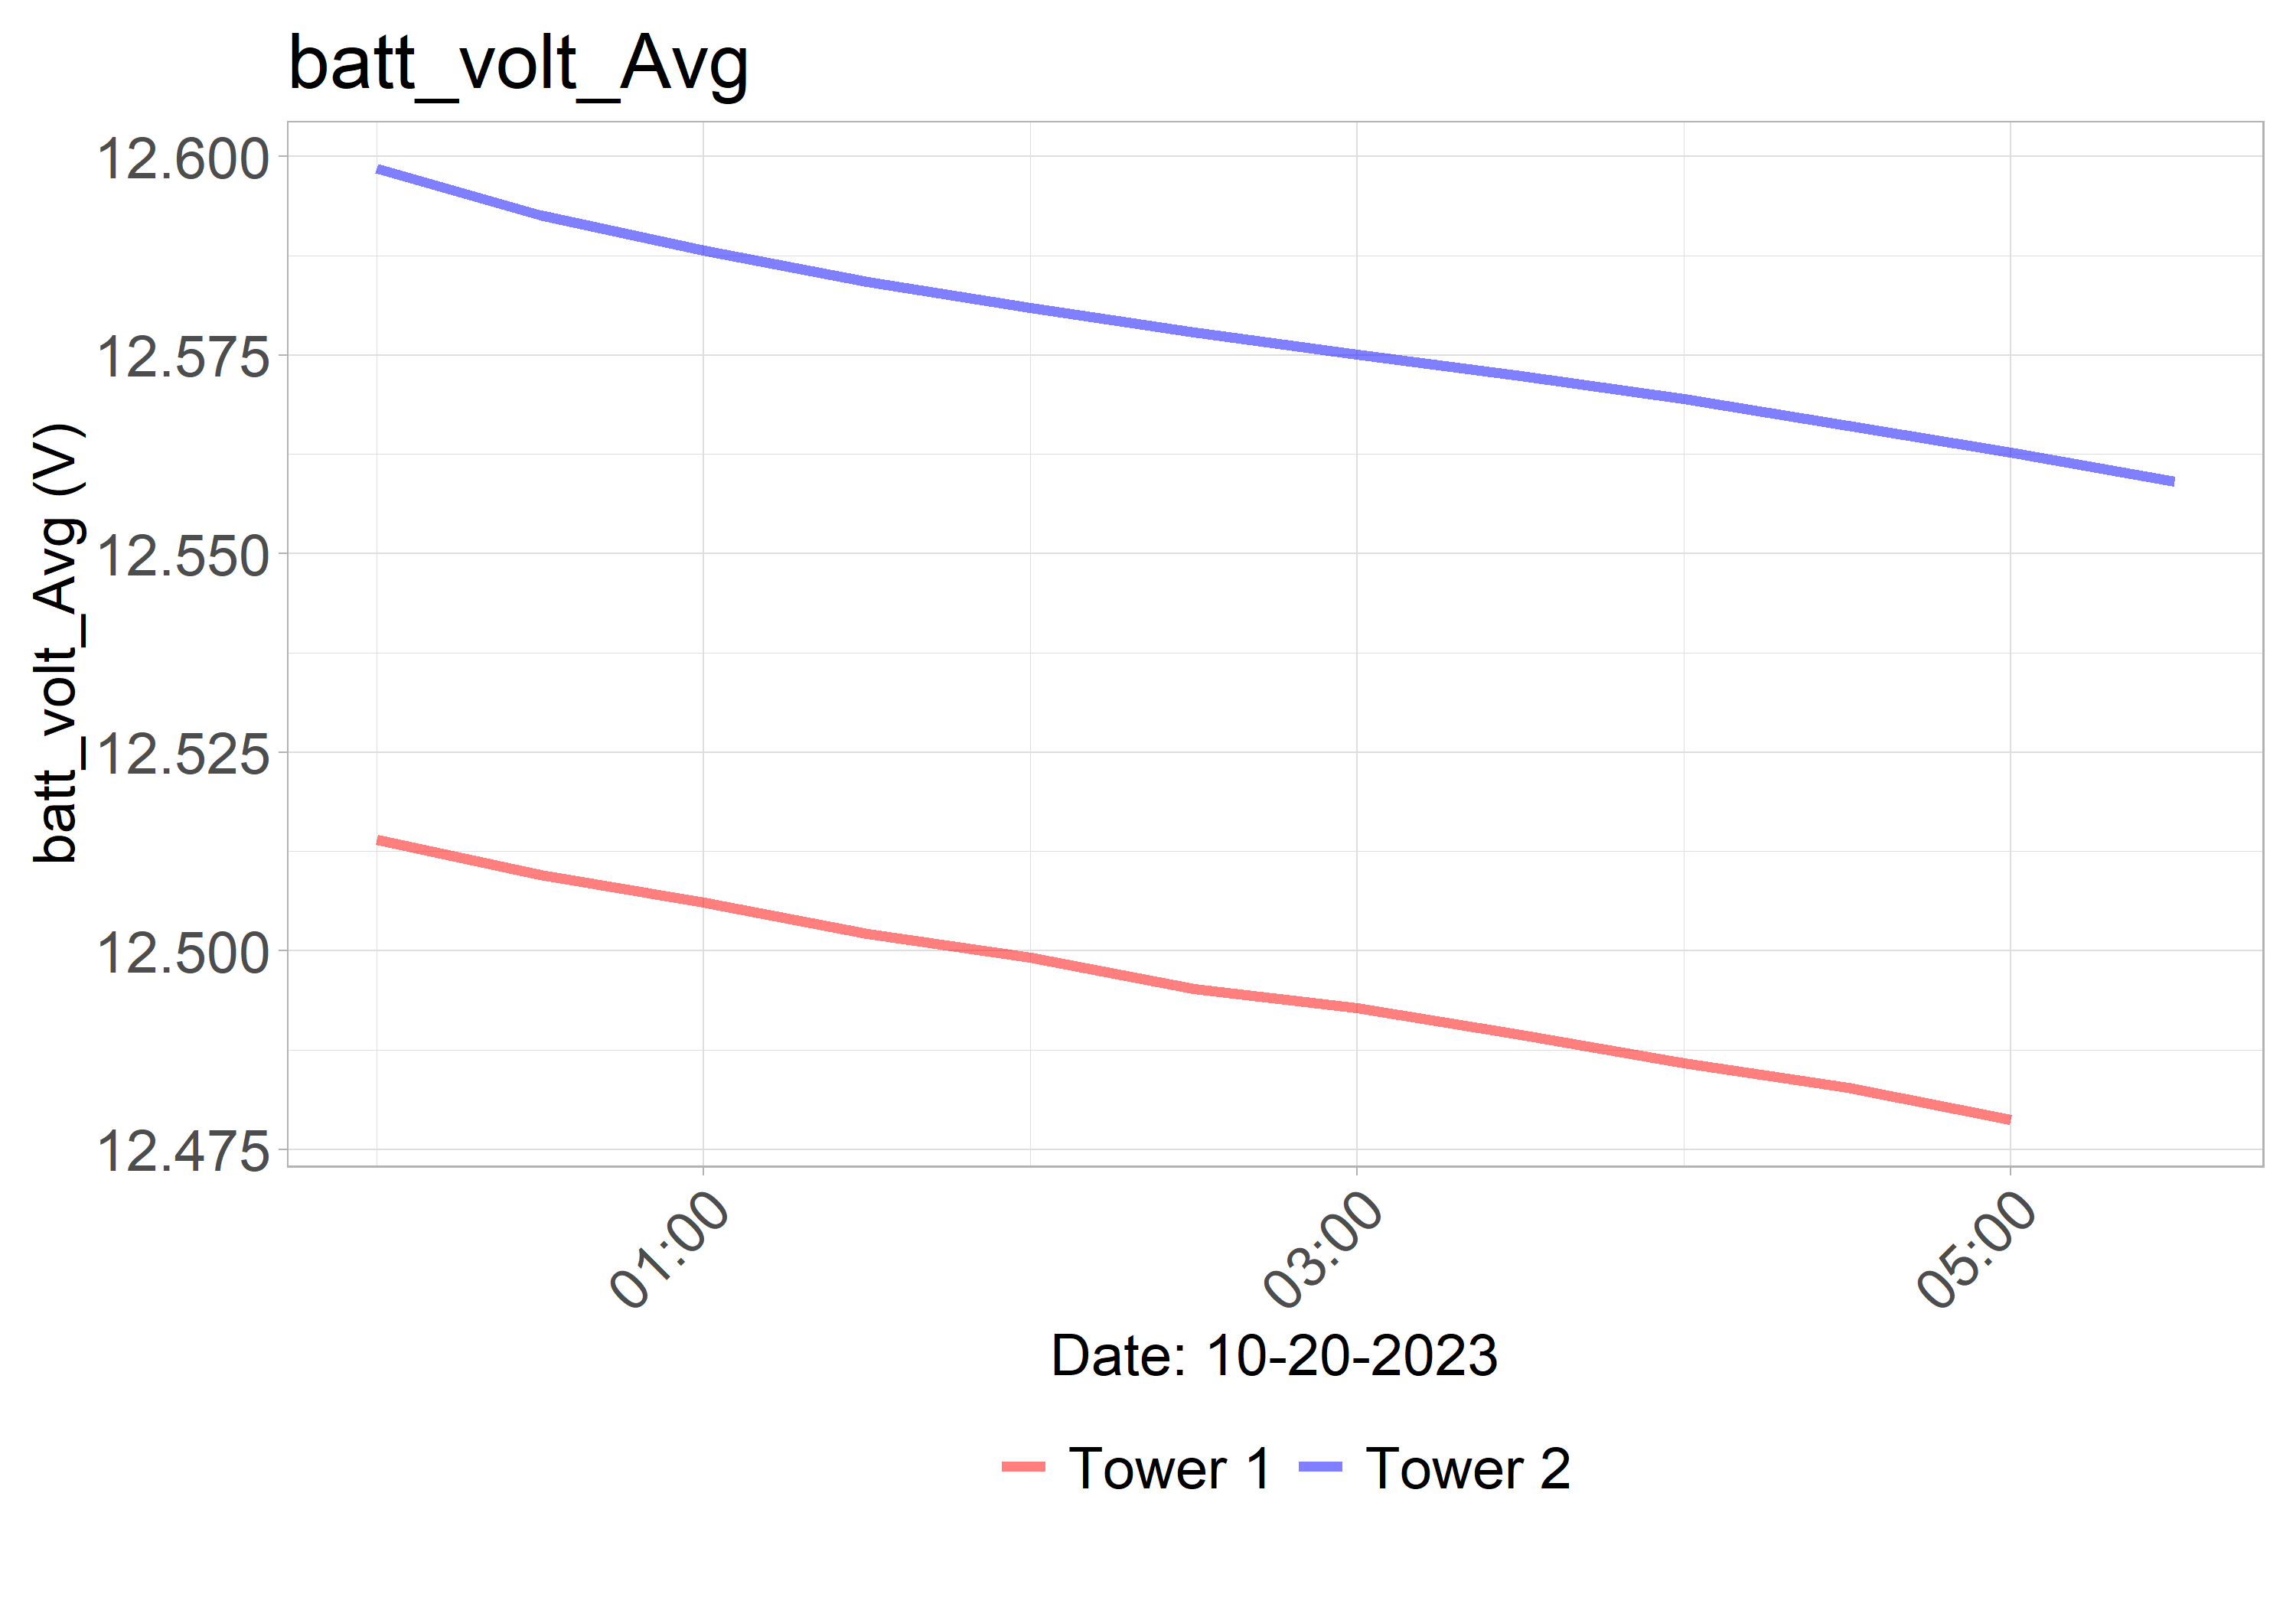 batt_volt_Avg
batt_volt_Avg (V)
12.600
12.575
12.550
12.525
12.500
12.475
01:00
03:00
05:00
Date: 10-20-2023
Tower 1
Tower 2